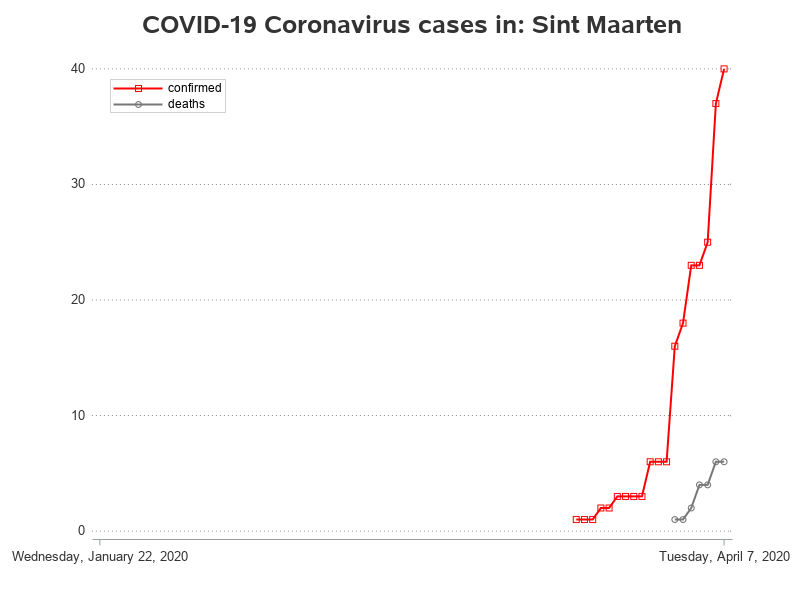 COVID-19 Coronavirus cases in: Sint Maarten
40
confirmed
deaths
30
20
10
0
Wednesday, January 22, 2020
Tuesday, April 7, 2020